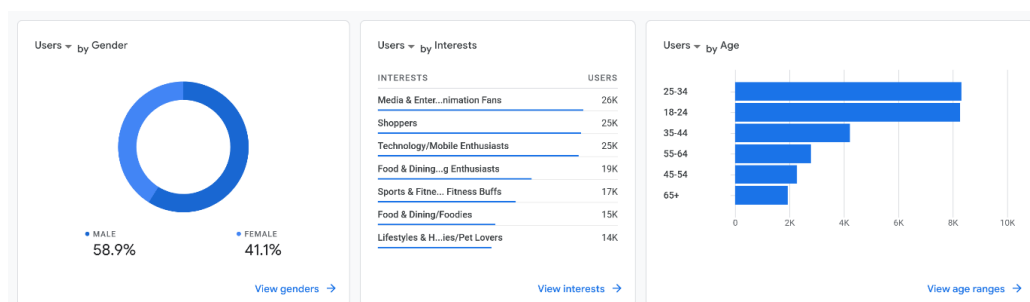 Users by Gender
MALE
58.9%
FEMALE
41.1%
View genders
Users by Interests
INTERESTS USERS
Media & Enter...nimation Fans 26K
Shoppers 25K
Technology/Mobile Enthusiasts 25K
Food & Dining...g Enthusiasts 19K
Sports & Fitne... Fitness Buffs 17K
Food & Dining/Foodies 15K
Lifestyles & H...ies/Pet Lovers 14K
View interests
Users by Age
25-34
18-24
35-44
55-64
45-54
65+
0 2K 4K 6K 8K 10K
View age ranges